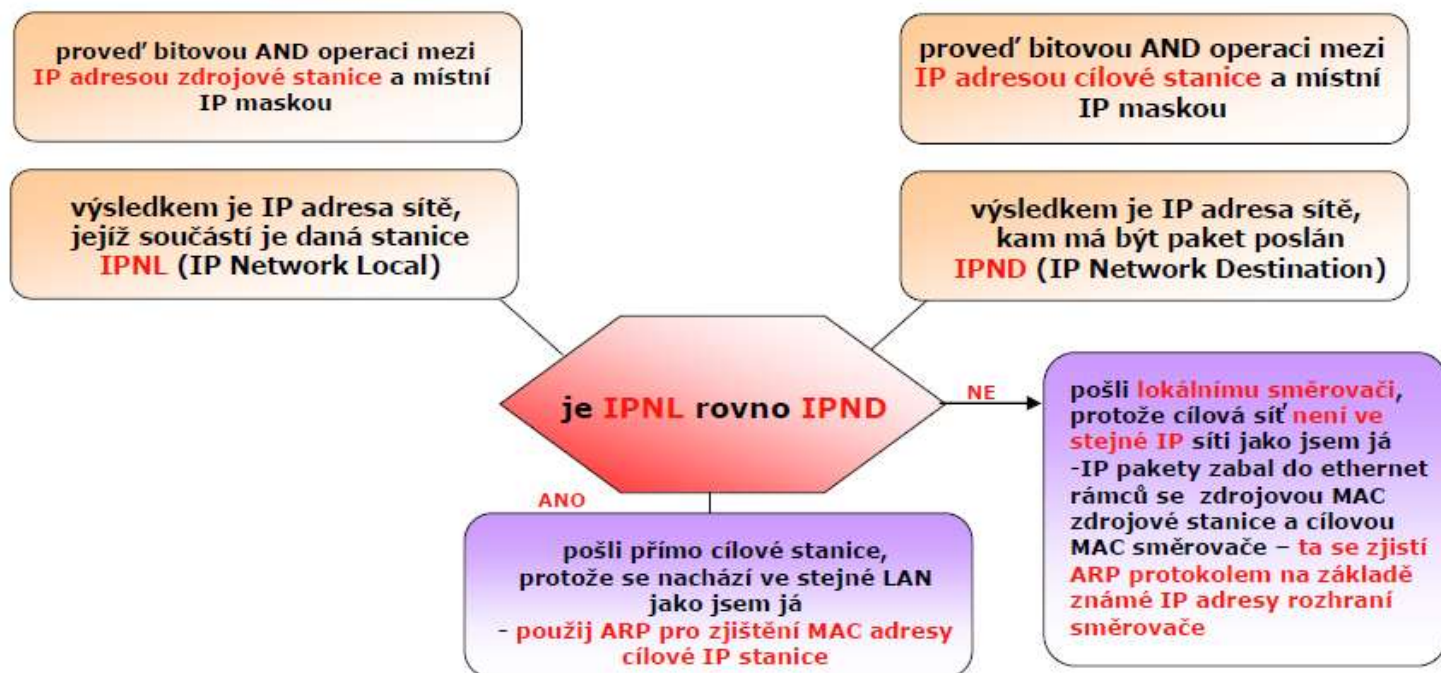 proveď bitovou AND operaci mezi
IP adresou zdrojové stanice a místní
IP maskou
proveď bitovou AND operaci mezi
IP adresou cílové stanice a místní
IP maskou
výsledkem je IP adresa sítě,
jejíž součástí je daná stanice
IPNL (IP Network Local)
výsledkem je IP adresa sítě,
kam má být paket poslán
IPND (IP Network Destination)
je IPNL rovno IPND
NE
pošli lokálnímu směrovači,
protože cílová síť není ve
stejné IP síti jako jsem já
-IP pakety zabal do ethernet
rámců se zdrojovou MAC
zdrojové stanice a cílovou
MAC směrovače – ta se zjistí
ARP protokolem na základě
známé IP adresy rozhraní
směrovače
ANO
pošli přímo cílové stanice,
protože se nachází ve stejné LAN
jako jsem já
- použij ARP pro zjištění MAC adresy
cílové IP stanice